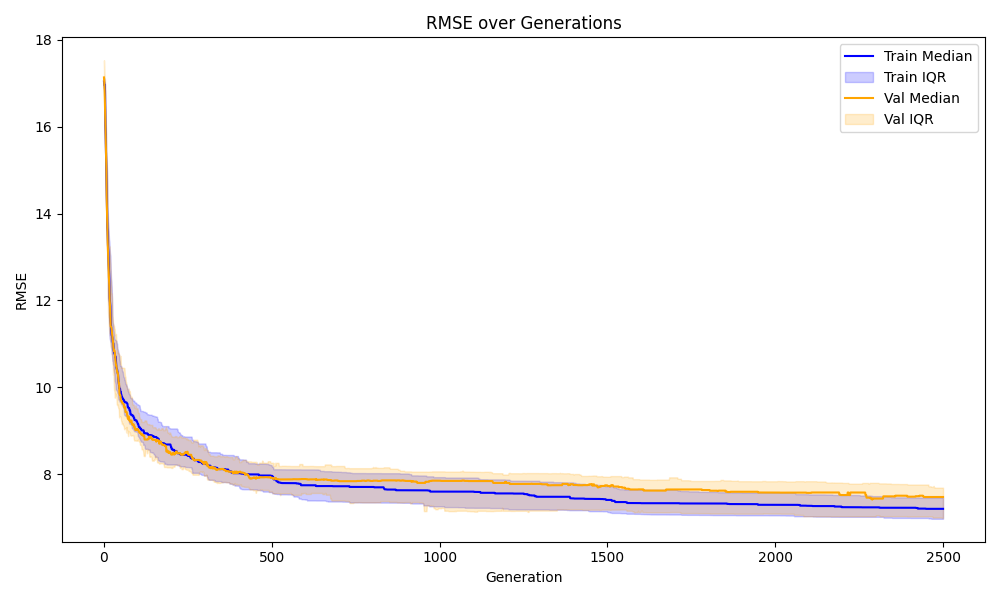 RMSE over Generations
18
16
14
12
10
8
RMSE
0
500
1000
1500
2000
2500
Generation
Train Median
Train IQR
Val Median
Val IQR